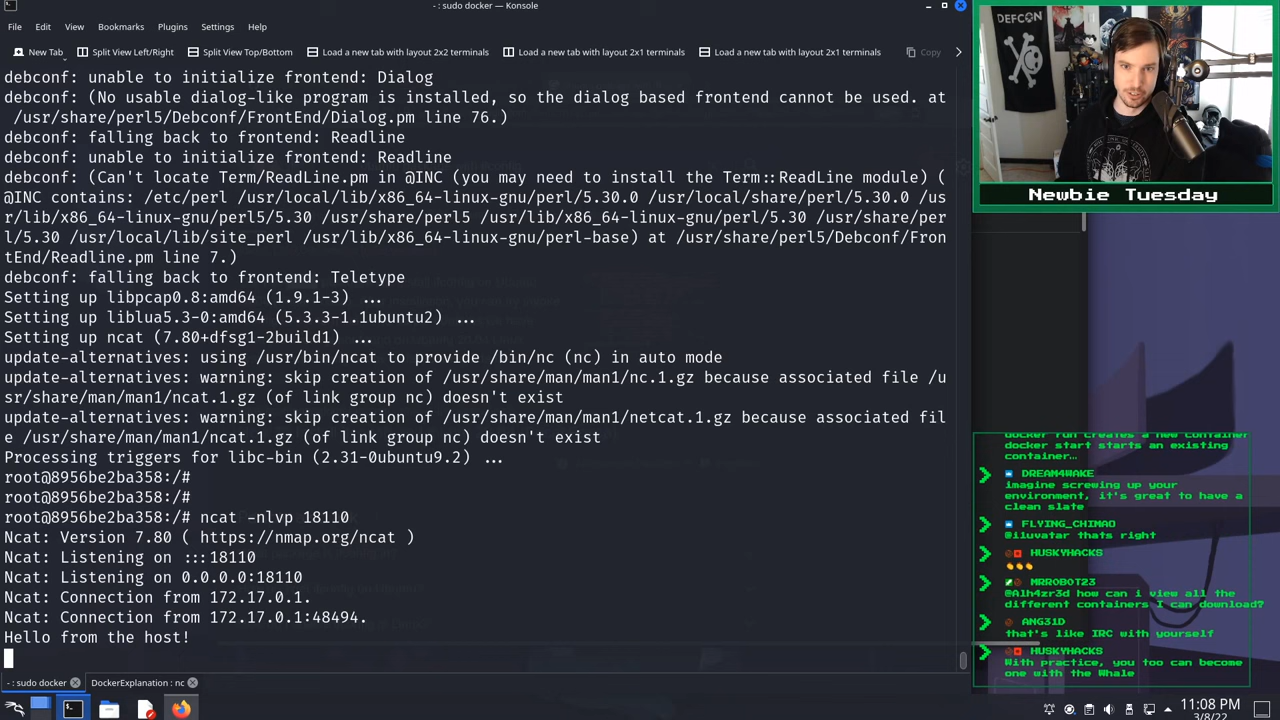 - : sudo docker — Konsole
File Edit View Bookmarks Plugins Settings Help
New Tab Split View Left/Right Split View Top/Bottom Load a new tab with layout 2x2 terminals Load a new tab with layout 2x1 terminals Load a new tab with layout 2x1 terminals Copy
debconf: unable to initialize frontend: Dialog
debconf: (No usable dialog-like program is installed, so the dialog based frontend cannot be used. at
/usr/share/perl5/Debconf/FrontEnd/Dialog.pm line 76.)
debconf: falling back to frontend: Readline
debconf: unable to initialize frontend: Readline
debconf: (Can't locate Term/ReadLine.pm in @INC (you may need to install the Term::ReadLine module) (
@INC contains: /etc/perl /usr/local/lib/x86_64-linux-gnu/perl/5.30.0 /usr/local/share/perl/5.30.0 /us
r/lib/x86_64-linux-gnu/perl5/5.30 /usr/share/perl5 /usr/lib/x86_64-linux-gnu/perl/5.30 /usr/share/per
l/5.30 /usr/local/lib/site_perl /usr/lib/x86_64-linux-gnu/perl-base) at /usr/share/perl5/Debconf/Fron
tEnd/Readline.pm line 7.)
debconf: falling back to frontend: Teletype
Setting up libpcap0.8:amd64 (1.9.1-3) ...
Setting up liblua5.3-0:amd64 (5.3.3-1.1ubuntu2) ...
Setting up ncat (7.80+dfsg1-2build1) ...
update-alternatives: using /usr/bin/ncat to provide /bin/nc (nc) in auto mode
update-alternatives: warning: skip creation of /usr/share/man/man1/nc.1.gz because associated file /u
sr/share/man/man1/ncat.1.gz (of link group nc) doesn't exist
update-alternatives: warning: skip creation of /usr/share/man/man1/netcat.1.gz because associated fil
e /usr/share/man/man1/ncat.1.gz (of link group nc) doesn't exist
Processing triggers for libc-bin (2.31-0ubuntu9.2) ...
root@8956be2ba358:/#
root@8956be2ba358:/#
root@8956be2ba358:/# ncat -nlvp 18110
Ncat: Version 7.80 ( https://nmap.org/ncat )
Ncat: Listening on :::18110
Ncat: Listening on 0.0.0.0:18110
Ncat: Connection from 172.17.0.1.
Ncat: Connection from 172.17.0.1:48494.
Hello from the host!
- : sudo docker DockerExplanation : nc
DEFCON
Newbie Tuesday
docker run creates a new container
docker start starts an existing
container…
DREAM4WAKE
imagine screwing up your
environment, it's great to have a
clean slate
FLYING_CHIMAO
@iluvatar thats right
HUSKYHACKS
MRROBOT23
@Alh4zr3d how can i view all the
different containers I can download?
ANG31D
that's like IRC with yourself
HUSKYHACKS
With practice, you too can become
one with the Whale
11:08 PM
3/8/22